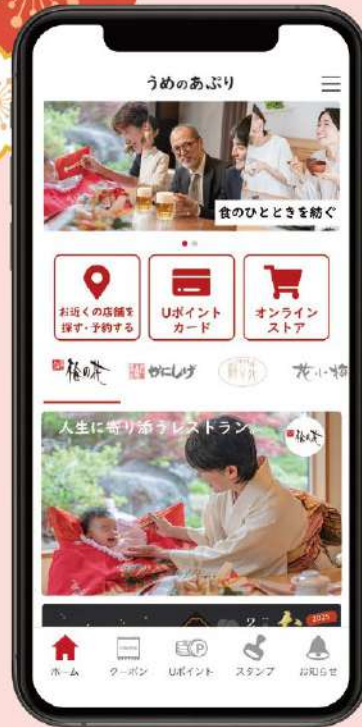 うめのあぷり
食のひとときを紡ぐ
お近くの店舗を
探す・予約する
Uポイント
カード
オンライン
ストア
梅の花
かにしげ
花小梅
人生に寄り添うレストラン。
梅の花
2025
ホーム
クーポン
Uポイント
スタンプ
お知らせ